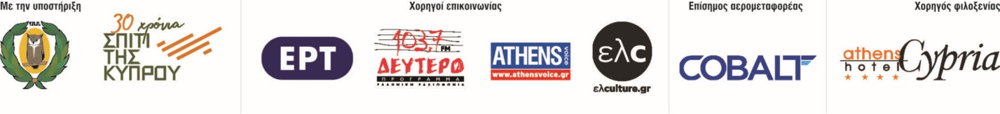 Με την υποστήριξη
Υ.Π.Π.
30 χρόνια
ΣΠΙΤΙ
ΤΗΣ
ΚΥΠΡΟΥ
Χορηγοί επικοινωνίας
ΕΡΤ
103,7
FM
ΔΕΥΤΕΡΟ
ΠΡΟΓΡΑΜΜΑ
ΕΛΛΗΝΙΚΗ ΡΑΔΙΟΦΩΝΙΑ
ATHENS
voice
www.athensvoice.gr
ελc
ελculture.gr
Επίσημος αερομεταφορέας
COBALT
Χορηγός φιλοξενίας
athens
hotel
Cypria